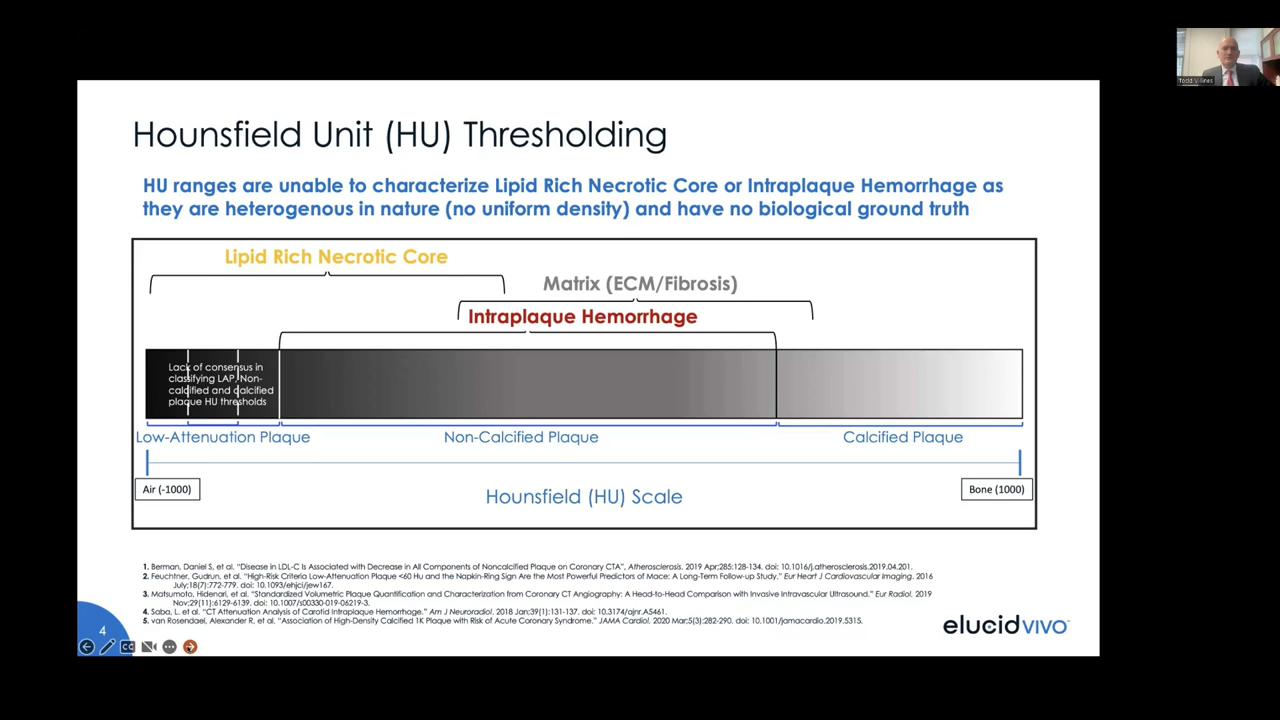 Todd Villines
Hounsfield Unit (HU) Thresholding
HU ranges are unable to characterize Lipid Rich Necrotic Core or Intraplaque Hemorrhage as
they are heterogenous in nature (no uniform density) and have no biological ground truth
Lipid Rich Necrotic Core
Matrix (ECM/Fibrosis)
Intraplaque Hemorrhage
Lack of consensus in
classifying LAP, Non-
calcified and calcified
plaque HU thresholds
Low-Attenuation Plaque
Non-Calcified Plaque
Calcified Plaque
Air (-1000)
Bone (1000)
Hounsfield (HU) Scale
1. Berman, Daniel S, et al. "Disease in LDL-C Is Associated with Decrease in All Components of Noncalcified Plaque on Coronary CTA", Atherosclerosis. 2019 Apr;285:128-134. doi: 10.1016/j.atherosclerosis.2019.04.201.
2. Feuchtner, Gudrun, et al. "High-Risk Criteria Low-Attenuation Plaque <60 Hu and the Napkin-Ring Sign Are the Most Powerful Predictors of Mace: A Long-Term Follow-up Study." Eur Heart J Cardiovascular Imaging. 2016
July;18(7):772-779. doi: 10.1093/ehjci/jew167.
3. Matsumoto, Hidenari, et al. "Standardized Volumetric Plaque Quantification and Characterization from Coronary CT Angiography: A Head-to-Head Comparison with Invasive Intravascular Ultrasound." Eur Radiol. 2019
Nov;29(11):6129-6139. doi: 10.1007/s00330-019-06219-3.
4. Saba, L. et al. "CT Attenuation Analysis of Carotid Intraplaque Hemorrhage." Am J Neuroradiol. 2018 Jan;39(1):131-137. doi: 10.3174/ajnr.A5461.
5. van Rosendael, Alexander R, et al. "Association of High-Density Calcified 1K Plaque with Risk of Acute Coronary Syndrome." JAMA Cardiol. 2020 Mar;5(3):282-290. doi: 10.1001/jamacardio.2019.5315.
4
CC
elucidvivo